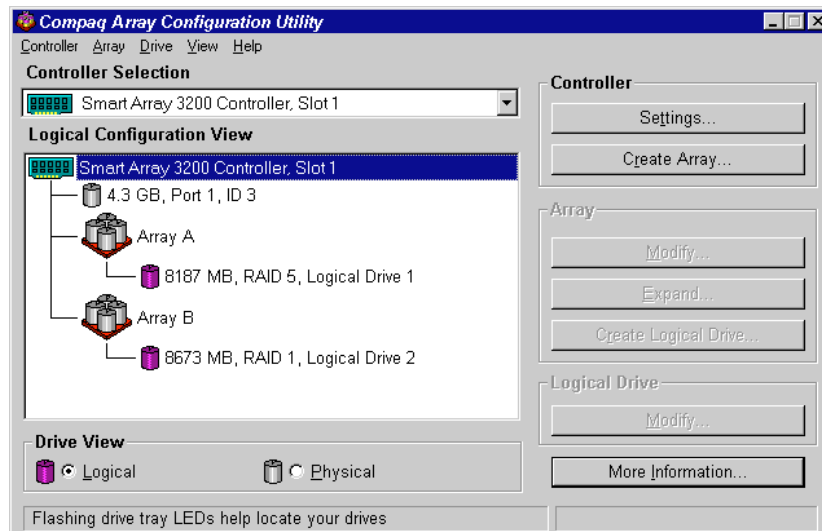 Compaq Array Configuration Utility
Controller Array Drive View Help
Controller Selection
Smart Array 3200 Controller, Slot 1
Logical Configuration View
Smart Array 3200 Controller, Slot 1
4.3 GB, Port 1, ID 3
Array A
8187 MB, RAID 5, Logical Drive 1
Array B
8673 MB, RAID 1, Logical Drive 2
Drive View
Logical
Physical
Flashing drive tray LEDs help locate your drives
Controller
Settings...
Create Array...
Array
Modify...
Expand...
Create Logical Drive...
Logical Drive
Modify...
More Information...